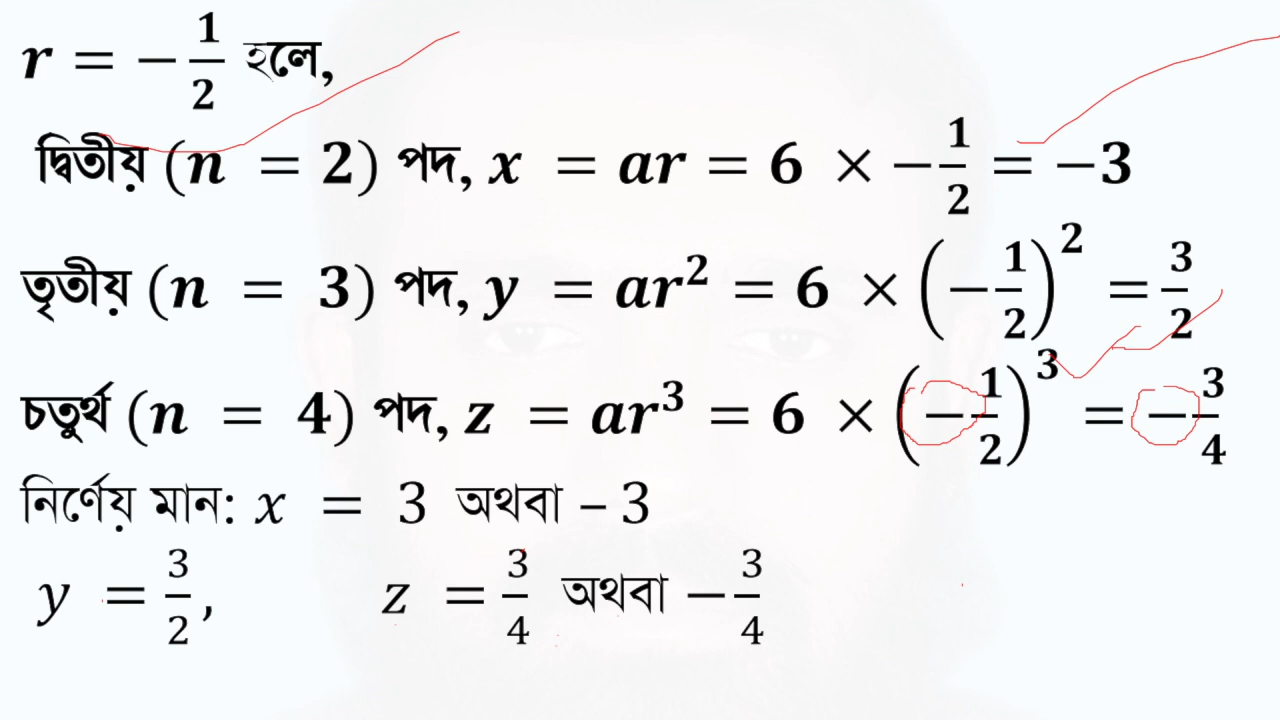 r = −1/2 হলে,
দ্বিতীয় (n = 2) পদ, x = ar = 6 × −1/2 = −3
তৃতীয় (n = 3) পদ, y = ar² = 6 × (−1/2)² = 3/2
চতুর্থ (n = 4) পদ, z = ar³ = 6 × (−1/2)³ = −3/4
নির্ণেয় মান: x = 3 অথবা – 3
y = 3/2, z = 3/4 অথবা −3/4